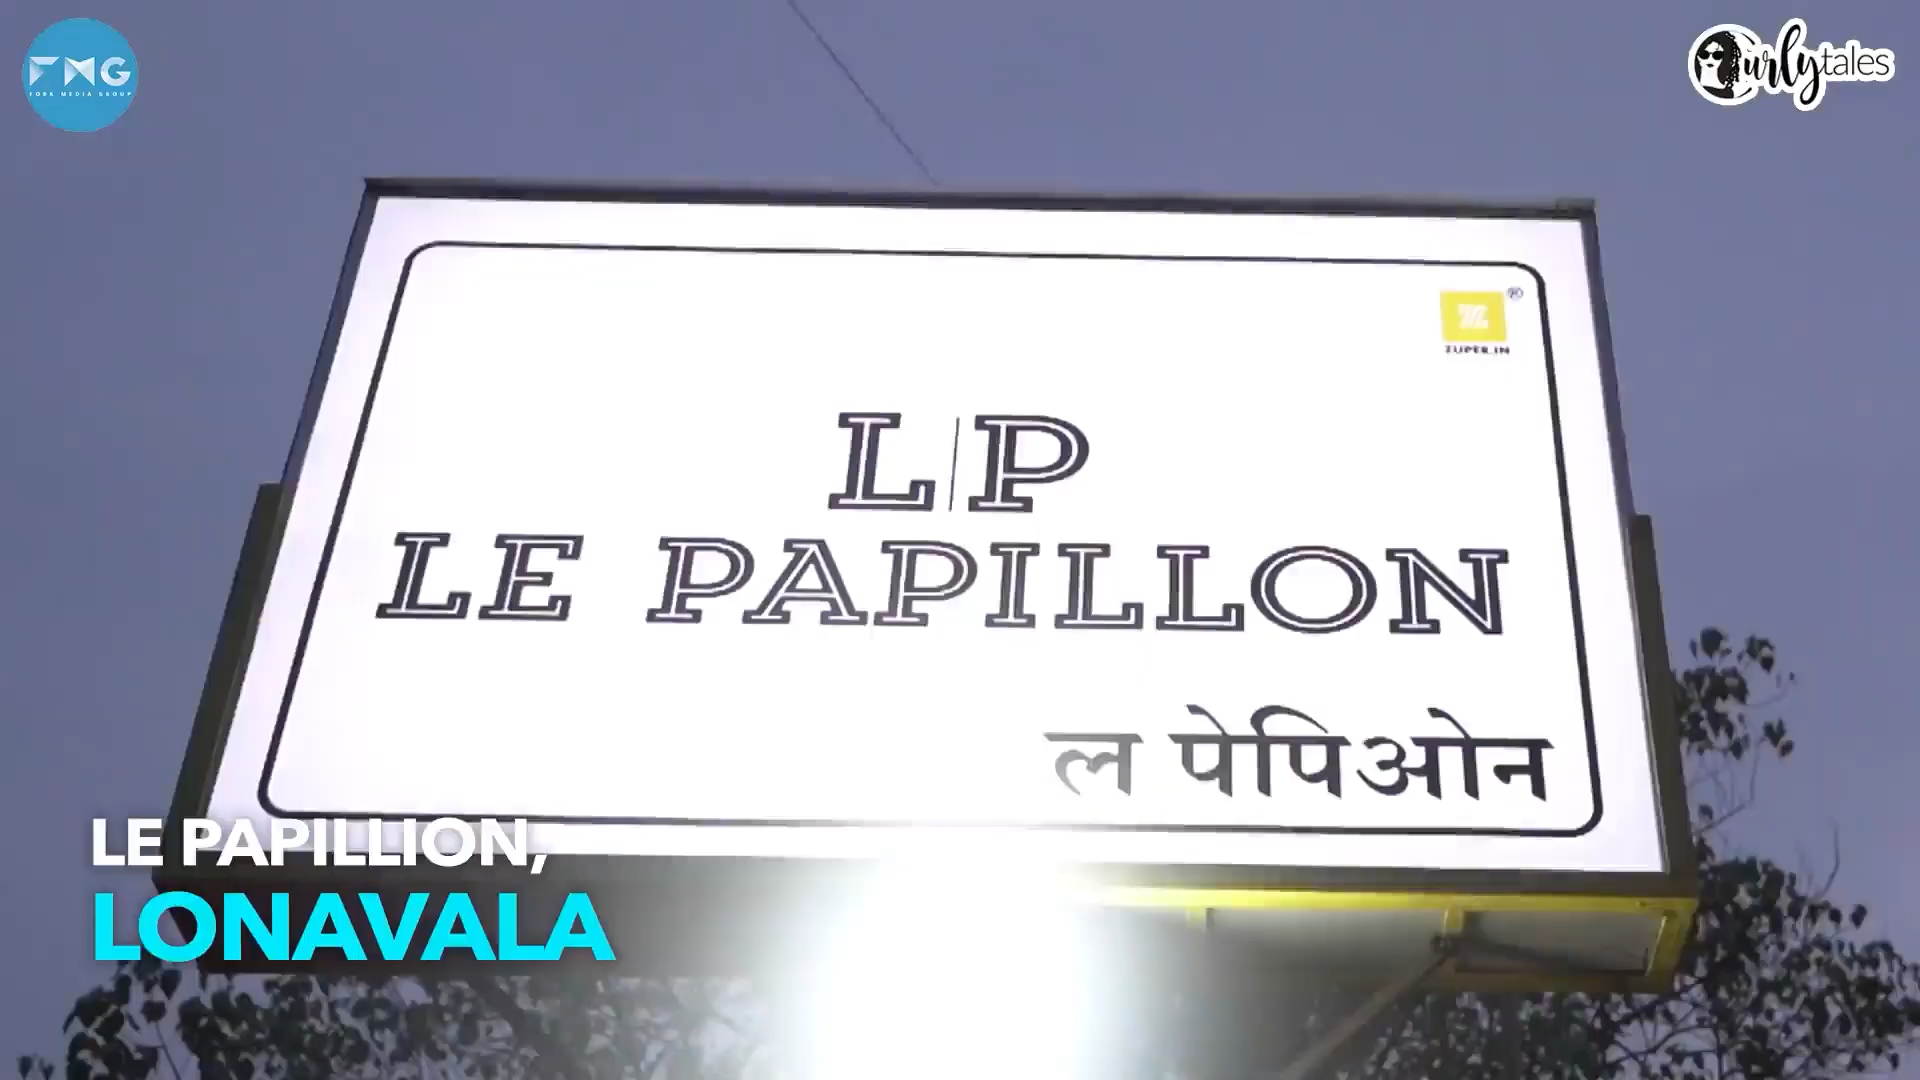 FMG
FORK MEDIA GROUP
Curlytales
ZUPER.IN
L|P
LE PAPILLON
ल पेपिओन
LE PAPILLION,
LONAVALA